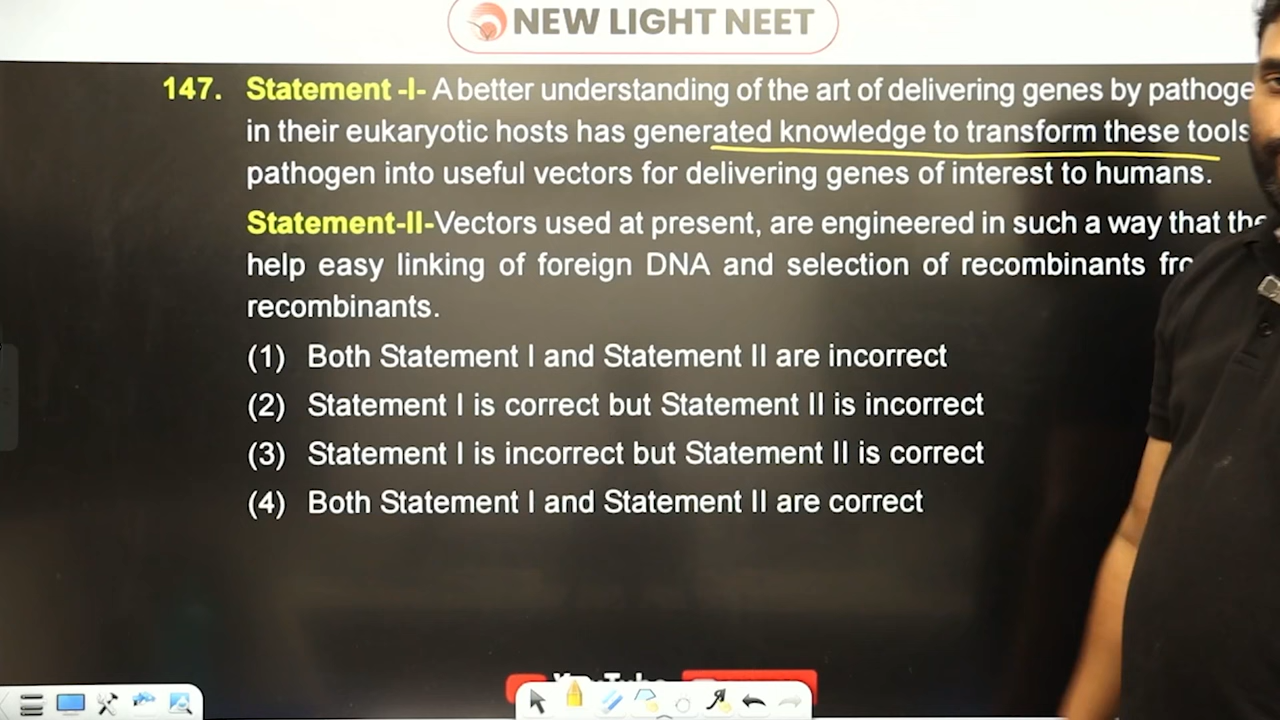 NEW LIGHT NEET
147. Statement -I- A better understanding of the art of delivering genes by
in their eukaryotic hosts has generated knowledge to transform these tools
pathogen into useful vectors for delivering genes of interest to humans.
Statement-II-Vectors used at present, are engineered in such a way that
help easy linking of foreign DNA and selection of recombinants
recombinants.
(1) Both Statement I and Statement II are incorrect
(2) Statement I is correct but Statement II is incorrect
(3) Statement I is incorrect but Statement II is correct
(4) Both Statement I and Statement II are correct